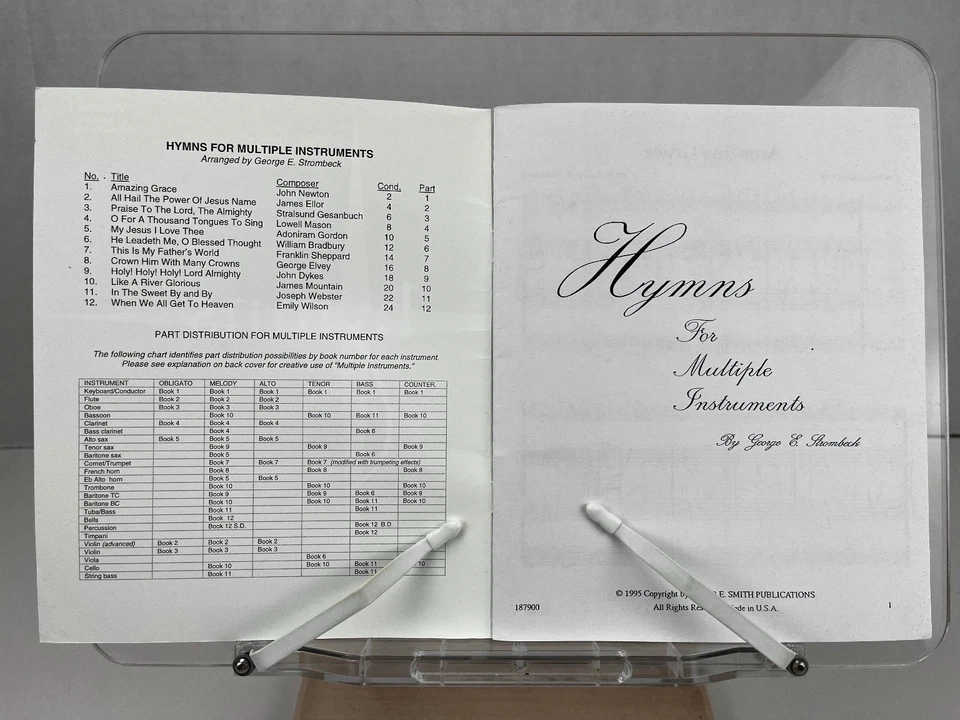 HYMNS FOR MULTIPLE INSTRUMENTS
Arranged by George E. Strombeck
No. Title Composer Cond. Part
1. Amazing Grace John Newton 2 1
2. All Hail The Power Of Jesus Name James Ellor 4 2
3. Praise To The Lord, The Almighty Stralsund Gesanbuch 6 3
4. O For A Thousand Tongues To Sing Lowell Mason 8 4
5. My Jesus I Love Thee Adoniram Gordon 10 5
6. He Leadeth Me, O Blessed Thought William Bradbury 12 6
7. This Is My Father's World Franklin Sheppard 14 7
8. Crown Him With Many Crowns George Elvey 16 8
9. Holy! Holy! Holy! Lord Almighty John Dykes 18 9
10. Like A River Glorious James Mountain 20 10
11. In The Sweet By and By Joseph Webster 22 11
12. When We All Get To Heaven Emily Wilson 24 12
PART DISTRIBUTION FOR MULTIPLE INSTRUMENTS
The following chart identifies part distribution possibilities by book number for each instrument.
Please see explanation on back cover for creative use of "Multiple Instruments."
INSTRUMENT OBLIGATO MELODY ALTO TENOR BASS COUNTER.
Keyboard/Conductor Book 1 Book 1 Book 1 Book 1 Book 1 Book 1
Flute Book 2 Book 2 Book 2
Oboe Book 3 Book 3 Book 3
Bassoon Book 10 Book 10 Book 11 Book 10
Clarinet Book 4 Book 4 Book 4
Bass clarinet Book 6
Alto sax Book 5 Book 5 Book 5
Tenor sax Book 9 Book 9 Book 9
Baritone sax Book 5 Book 6
Cornet/Trumpet Book 7 Book 7 Book 7 (modified with trumpeting effects)
French horn Book 8 Book 8 Book 8
Eb Alto horn Book 5 Book 5
Trombone Book 10 Book 10 Book 10
Baritone TC Book 9 Book 9 Book 6 Book 9
Baritone BC Book 10 Book 10 Book 11 Book 10
Tuba/Bass Book 11 Book 11
Bells Book 12
Percussion Book 12 S.D. Book 12 B.D.
Timpani Book 12
Violin (advanced) Book 2 Book 2 Book 2
Violin Book 3 Book 3 Book 3
Viola Book 6
Cello Book 10 Book 10 Book 11 10
String bass Book 11 Book 11
Hymns
For
Multiple
Instruments
By George E. Strombeck
© 1995 Copyright by E. SMITH PUBLICATIONS
All Rights Made in U.S.A.
187900 1